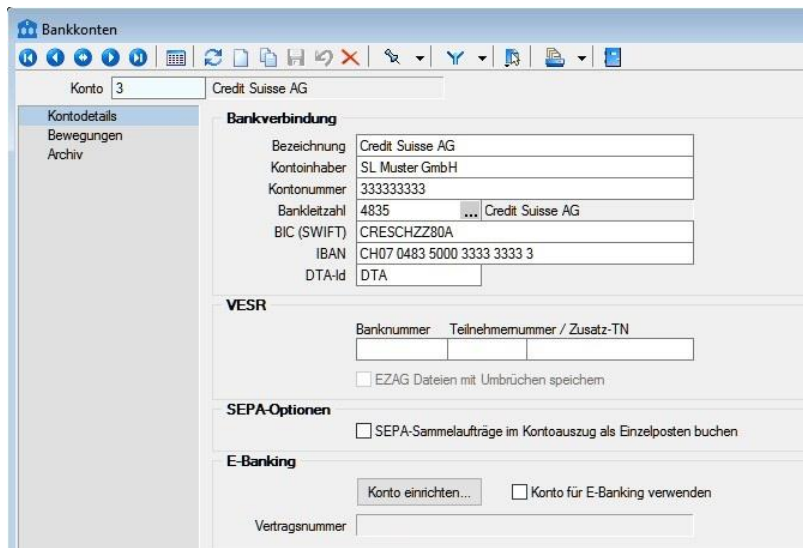 Bankkonten
Konto 3 Credit Suisse AG
Kontodetails
Bewegungen
Archiv
Bankverbindung
Bezeichnung Credit Suisse AG
Kontoinhaber SL Muster GmbH
Kontonummer 333333333
Bankleitzahl 4835 ... Credit Suisse AG
BIC (SWIFT) CRESCHZZ80A
IBAN CH07 0483 5000 3333 3333 3
DTA-Id DTA
VESR
Banknummer Teilnehmernummer / Zusatz-TN
EZAG Dateien mit Umbrüchen speichern
SEPA-Optionen
SEPA-Sammelaufträge im Kontoauszug als Einzelposten buchen
E-Banking
Konto einrichten... Konto für E-Banking verwenden
Vertragsnummer